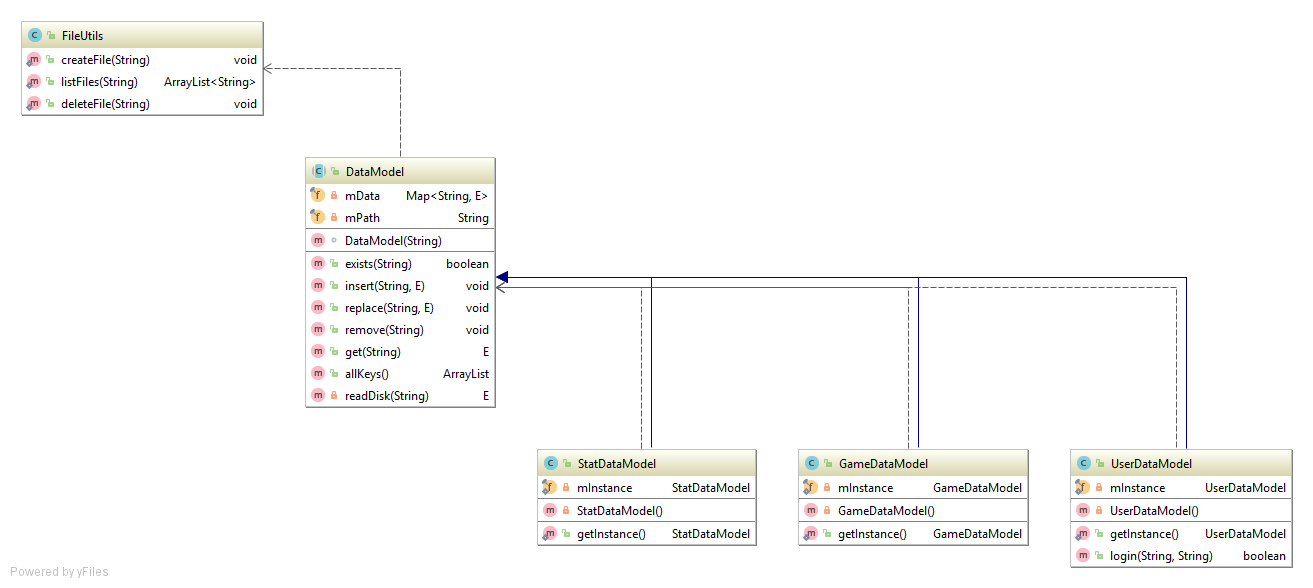 FileUtils
createFile(String) void
listFiles(String) ArrayList<String>
deleteFile(String) void
DataModel
mData Map<String, E>
mPath String
DataModel(String)
exists(String) boolean
insert(String, E) void
replace(String, E) void
remove(String) void
get(String) E
allKeys() ArrayList
readDisk(String) E
StatDataModel
mInstance StatDataModel
StatDataModel()
getInstance() StatDataModel
GameDataModel
mInstance GameDataModel
GameDataModel()
getInstance() GameDataModel
UserDataModel
mInstance UserDataModel
UserDataModel()
getInstance() UserDataModel
login(String, String) boolean
Powered by yFiles